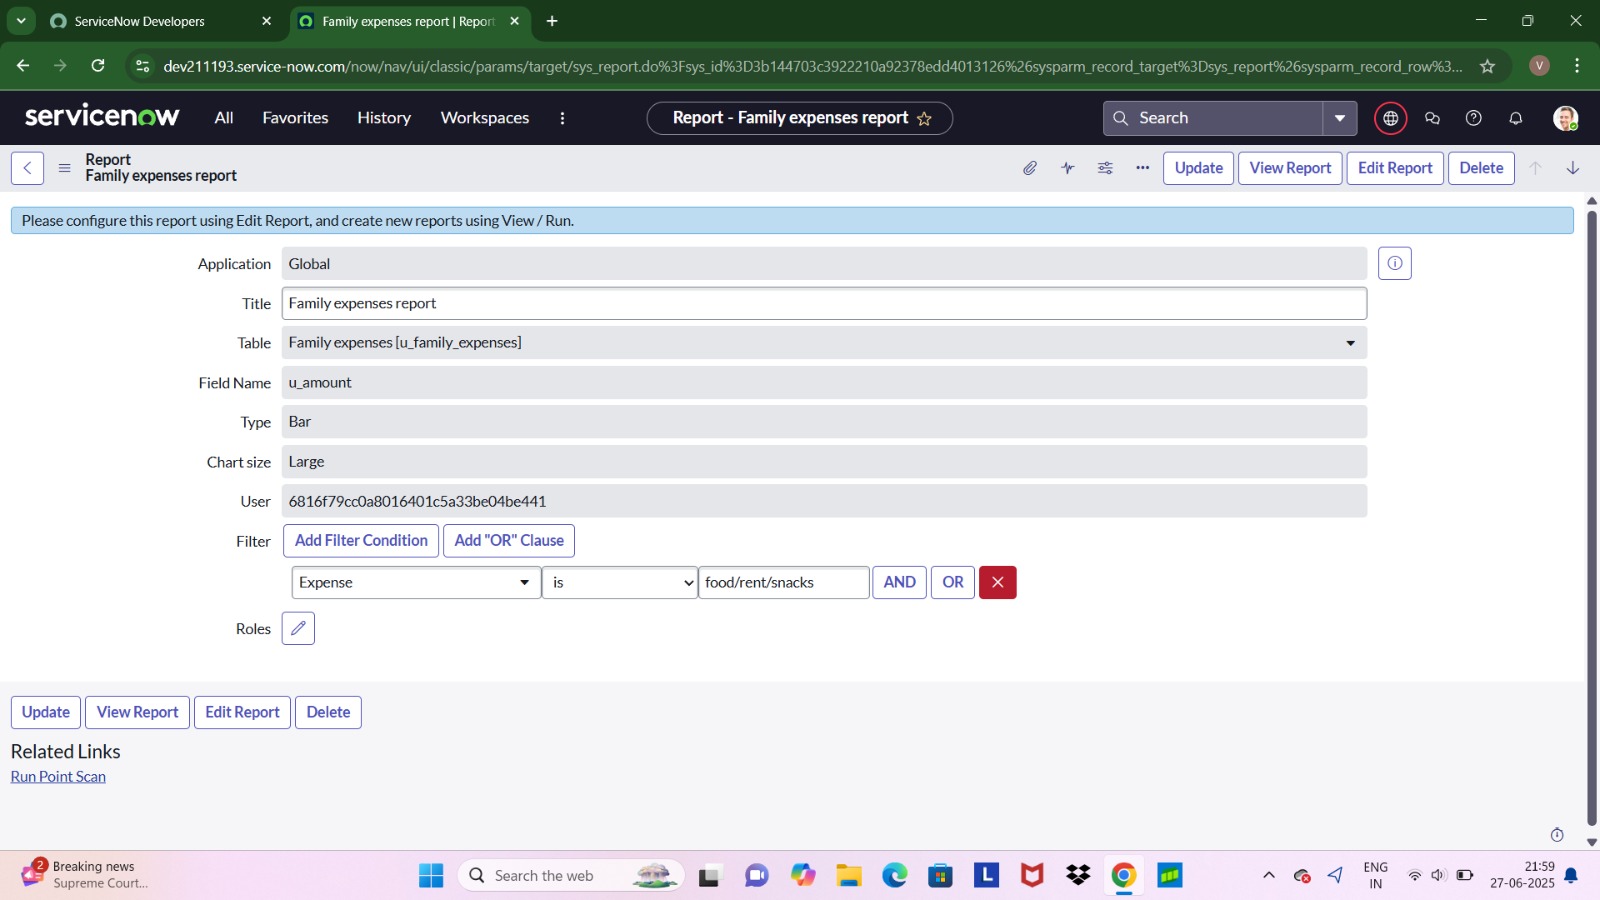 ServiceNow Developers
Family expenses report | Report
dev211193.service-now.com/now/nav/ui/classic/params/target/sys_report.do%3Fsys_id%3D3b144703c3922210a92378edd4013126%26sysparm_record_target%3Dsys_report%26sysparm_record_row%3...
V
servicenow
All
Favorites
History
Workspaces
Report - Family expenses report
Search
Report
Family expenses report
Update
View Report
Edit Report
Delete
Please configure this report using Edit Report, and create new reports using View / Run.
Application Global
Title Family expenses report
Table Family expenses [u_family_expenses]
Field Name u_amount
Type Bar
Chart size Large
User 6816f79cc0a8016401c5a33be04be441
Filter Add Filter Condition Add "OR" Clause
Expense is food/rent/snacks AND OR
Roles
Update View Report Edit Report Delete
Related Links
Run Point Scan
2
Breaking news
Supreme Court...
Search the web
L
ENG
IN
21:59
27-06-2025